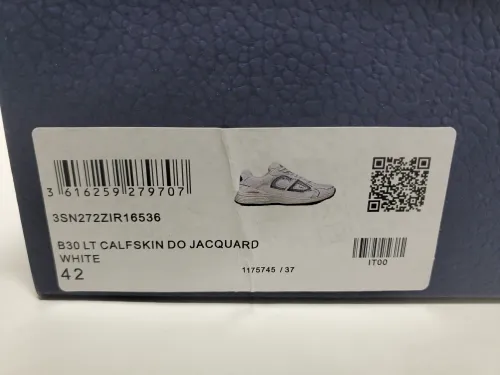 3 616259 279707
3SN272ZIR16536
B30 LT CALFSKIN DO JACQUARD
WHITE
42
1175745 / 37
IT00